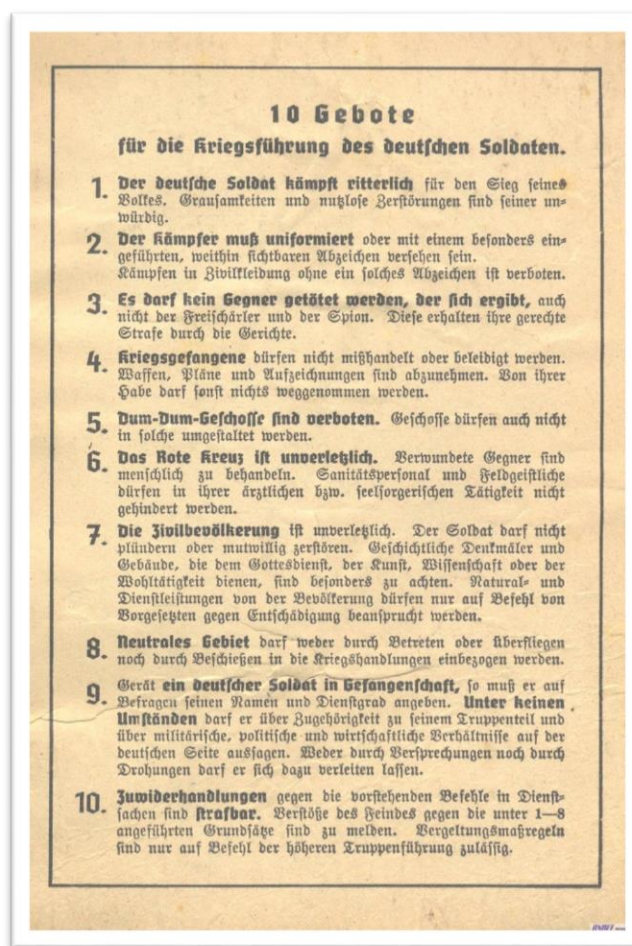 10 Gebote
für die Kriegsführung des deutschen Soldaten.
1. Der deutsche Soldat kämpft ritterlich für den Sieg seines
Volkes. Grausamkeiten und nutzlose Zerstörungen sind seiner un-
würdig.
2. Der Kämpfer muß uniformiert oder mit einem besonders ein-
geführten, weithin sichtbaren Abzeichen versehen sein.
Kämpfen in Zivilkleidung ohne ein solches Abzeichen ist verboten.
3. Es darf kein Gegner getötet werden, der sich ergibt, auch
nicht der Freischärler und der Spion. Diese erhalten ihre gerechte
Strafe durch die Gerichte.
4. Kriegsgefangene dürfen nicht mißhandelt oder beleidigt werden.
Waffen, Pläne und Aufzeichnungen sind abzunehmen. Von ihrer
Habe darf sonst nichts weggenommen werden.
5. Dum-Dum-Geschosse sind verboten. Geschosse dürfen auch nicht
in solche umgestaltet werden.
6. Das Rote Kreuz ist unverletzlich. Verwundete Gegner sind
menschlich zu behandeln. Sanitätspersonal und Feldgeistliche
dürfen in ihrer ärztlichen bzw. seelsorgerischen Tätigkeit nicht
gehindert werden.
7. Die Zivilbevölkerung ist unverletzlich. Der Soldat darf nicht
plündern oder mutwillig zerstören. Geschichtliche Denkmäler und
Gebäude, die dem Gottesdienst, der Kunst, Wissenschaft oder der
Wohltätigkeit dienen, sind besonders zu achten. Natural- und
Dienstleistungen von der Bevölkerung dürfen nur auf Befehl von
Vorgesetzten gegen Entschädigung beansprucht werden.
8. Neutrales Gebiet darf weder durch Betreten oder Überfliegen
noch durch Beschießen in die Kriegshandlungen einbezogen werden.
9. Gerät ein deutscher Soldat in Gefangenschaft, so muß er auf
Befragen seinen Namen und Dienstgrad angeben. Unter keinen
Umständen darf er über Zugehörigkeit zu seinem Truppenteil und
über militärische, politische und wirtschaftliche Verhältnisse auf der
deutschen Seite aussagen. Weder durch Versprechungen noch durch
Drohungen darf er sich dazu verleiten lassen.
10. Zuwiderhandlungen gegen die vorstehenden Befehle in Dienst-
sachen sind strafbar. Verstöße des Feindes gegen die unter 1—8
angeführten Grundsätze sind zu melden. Vergeltungsmaßregeln
sind nur auf Befehl der höheren Truppenführung zulässig.